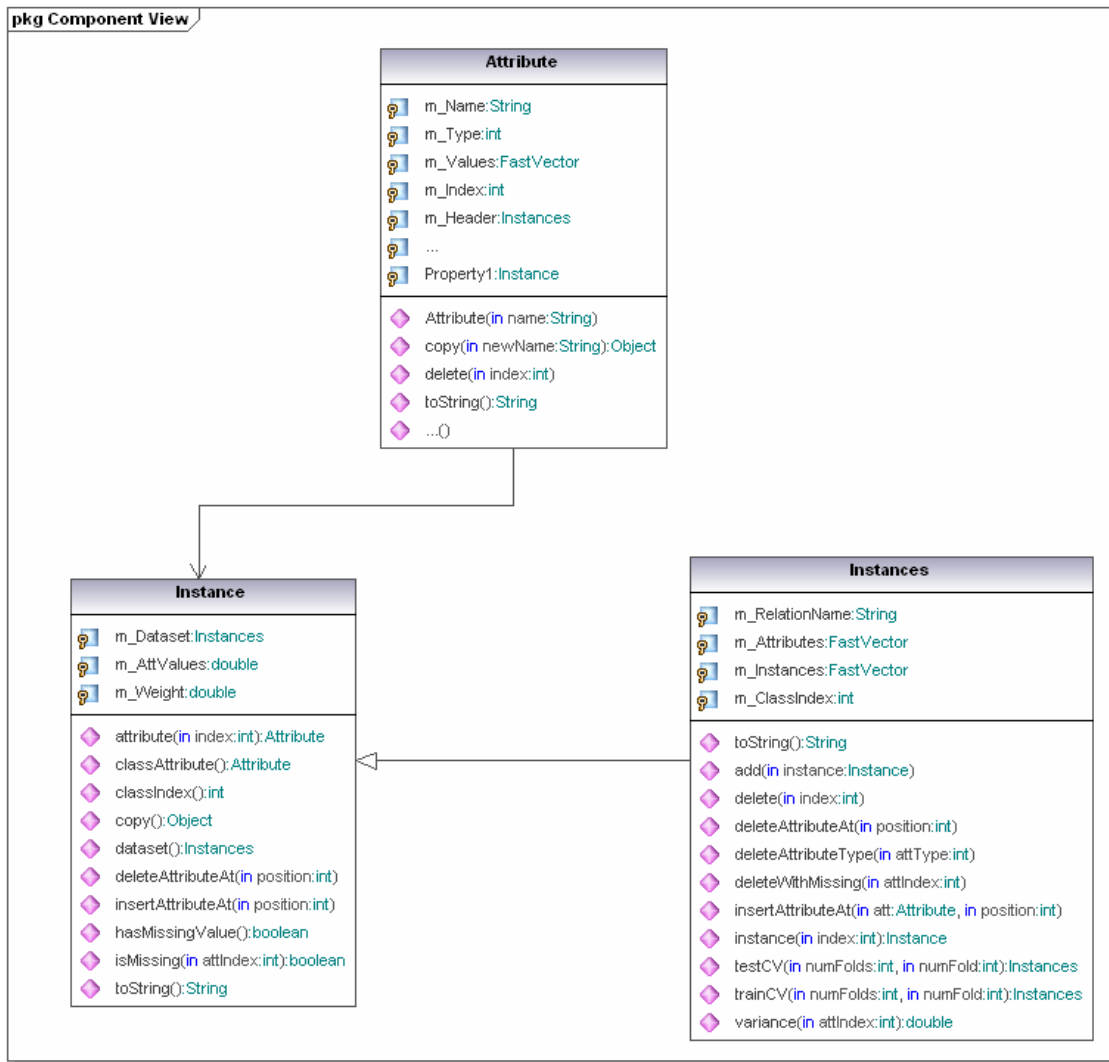 pkg Component View
Attribute
m_Name:String
m_Type:int
m_Values:FastVector
m_Index:int
m_Header:Instances
...
Property1:Instance
Attribute(in name:String)
copy(in newName:String):Object
delete(in index:int)
toString():String
...()
Instance
m_Dataset:Instances
m_AttValues:double
m_Weight:double
attribute(in index:int):Attribute
classAttribute():Attribute
classIndex():int
copy():Object
dataset():Instances
deleteAttributeAt(in position:int)
insertAttributeAt(in position:int)
hasMissingValue():boolean
isMissing(in attIndex:int):boolean
toString():String
Instances
m_RelationName:String
m_Attributes:FastVector
m_Instances:FastVector
m_ClassIndex:int
toString():String
add(in instance:Instance)
delete(in index:int)
deleteAttributeAt(in position:int)
deleteAttributeType(in attType:int)
deleteWithMissing(in attIndex:int)
insertAttributeAt(in att:Attribute, in position:int)
instance(in index:int):Instance
testCV(in numFolds:int, in numFold:int):Instances
trainCV(in numFolds:int, in numFold:int):Instances
variance(in attIndex:int):double